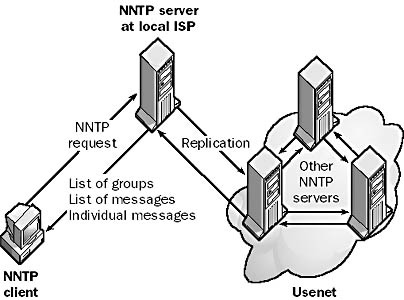 NNTP server
at local ISP
NNTP
request
Replication
List of groups
List of messages
Individual messages
Other
NNTP
servers
NNTP
client
Usenet